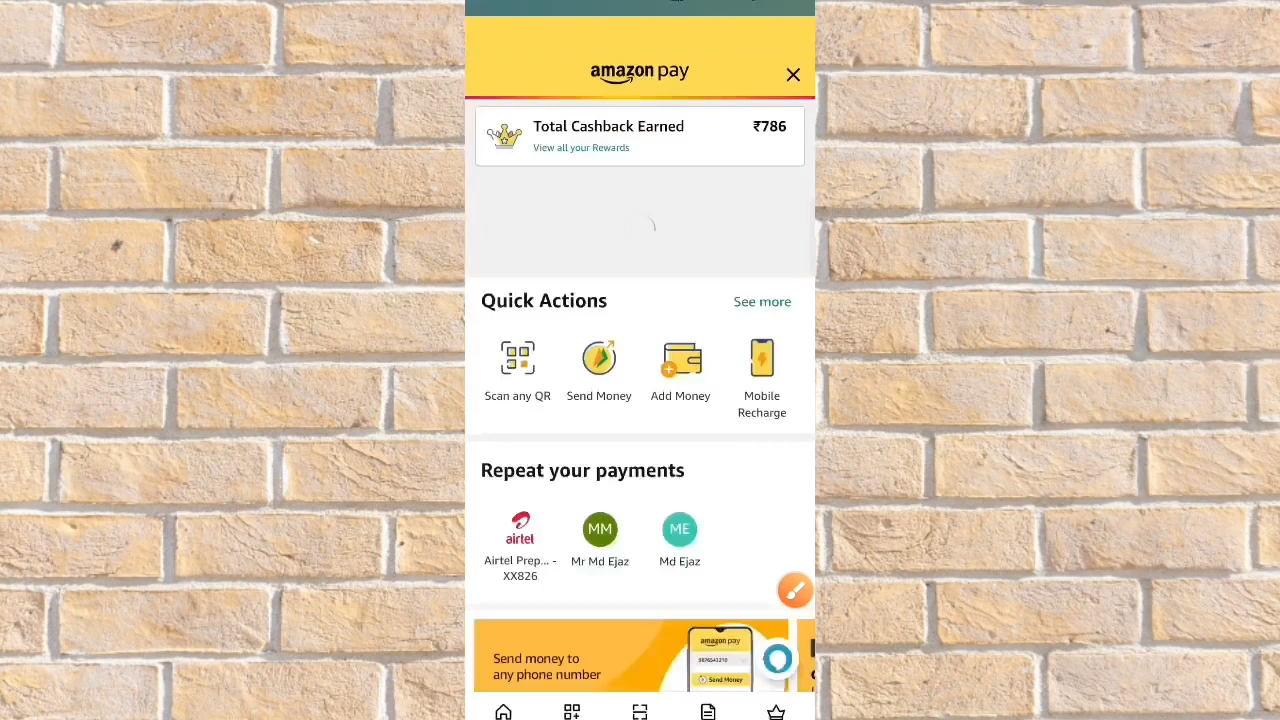 amazon pay
Total Cashback Earned
₹786
View all your Rewards
Quick Actions
See more
Scan any QR
Send Money
Add Money
Mobile
Recharge
Repeat your payments
airtel
MM
ME
Airtel Prep... -
XX826
Mr Md Ejaz
Md Ejaz
Send money to
any phone number
amazon pay
9876543210
Send Money